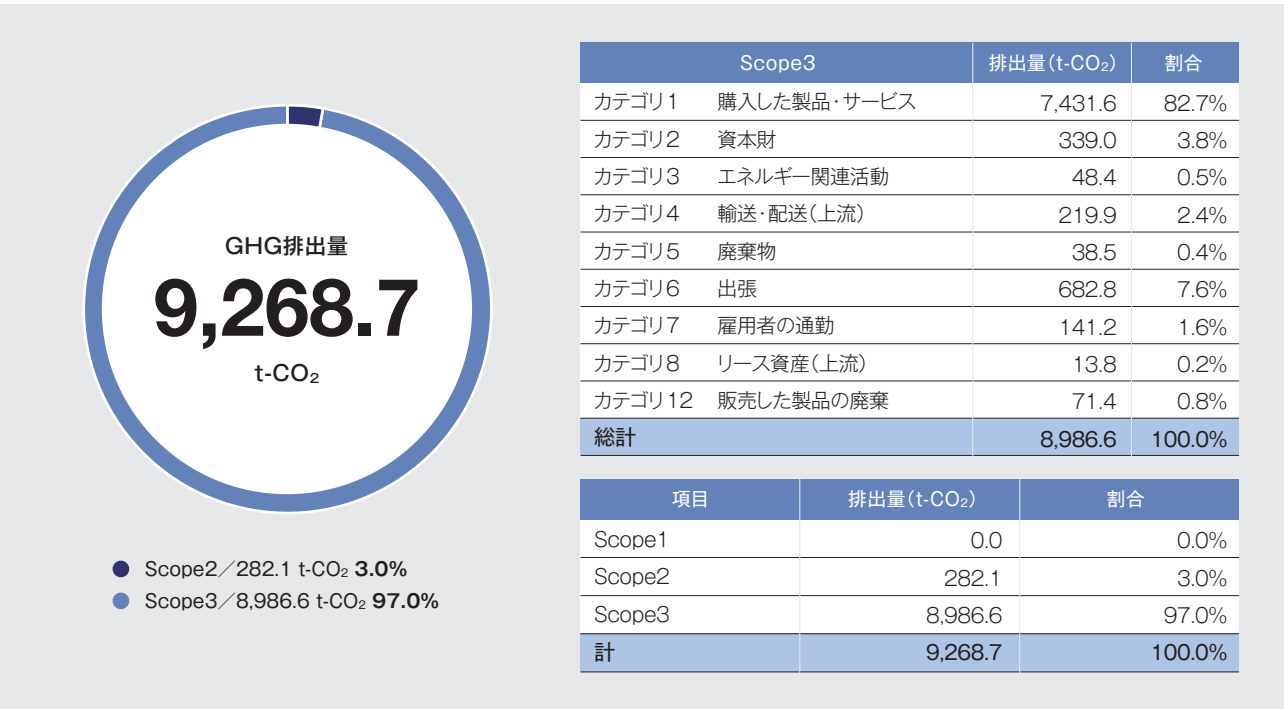 GHG排出量
9,268.7
t-CO₂
Scope2／282.1 t-CO₂ 3.0%
Scope3／8,986.6 t-CO₂ 97.0%
Scope3 排出量(t-CO₂) 割合
カテゴリ1 購入した製品・サービス 7,431.6 82.7%
カテゴリ2 資本財 339.0 3.8%
カテゴリ3 エネルギー関連活動 48.4 0.5%
カテゴリ4 輸送・配送(上流) 219.9 2.4%
カテゴリ5 廃棄物 38.5 0.4%
カテゴリ6 出張 682.8 7.6%
カテゴリ7 雇用者の通勤 141.2 1.6%
カテゴリ8 リース資産(上流) 13.8 0.2%
カテゴリ12 販売した製品の廃棄 71.4 0.8%
総計 8,986.6 100.0%
項目 排出量(t-CO₂) 割合
Scope1 0.0 0.0%
Scope2 282.1 3.0%
Scope3 8,986.6 97.0%
計 9,268.7 100.0%